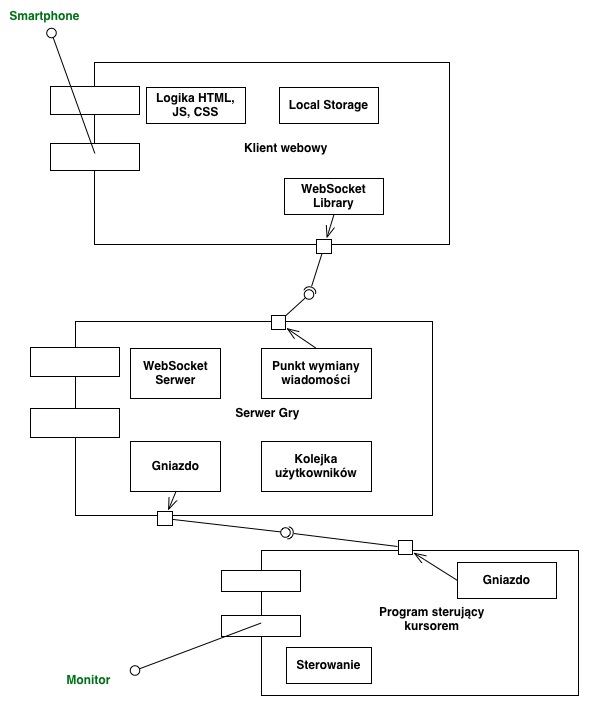 Smartphone
Logika HTML,
JS, CSS
Local Storage
Klient webowy
WebSocket
Library
WebSocket
Serwer
Punkt wymiany
wiadomości
Serwer Gry
Gniazdo
Kolejka
użytkowników
Gniazdo
Program sterujący
kursorem
Sterowanie
Monitor